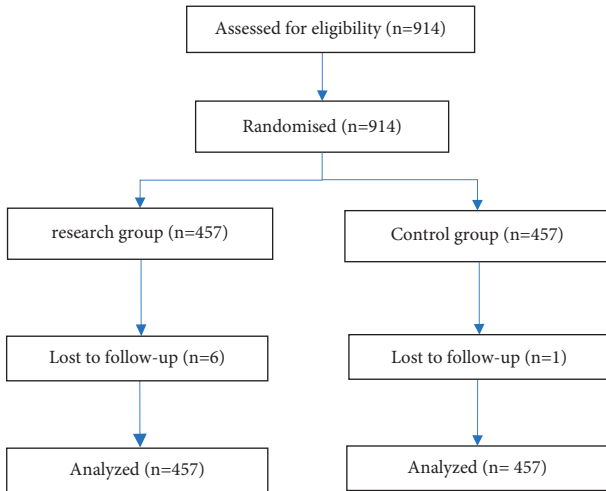 Assessed for eligibility (n=914)
Randomised (n=914)
research group (n=457)
Control group (n=457)
Lost to follow-up (n=6)
Lost to follow-up (n=1)
Analyzed (n=457)
Analyzed (n= 457)